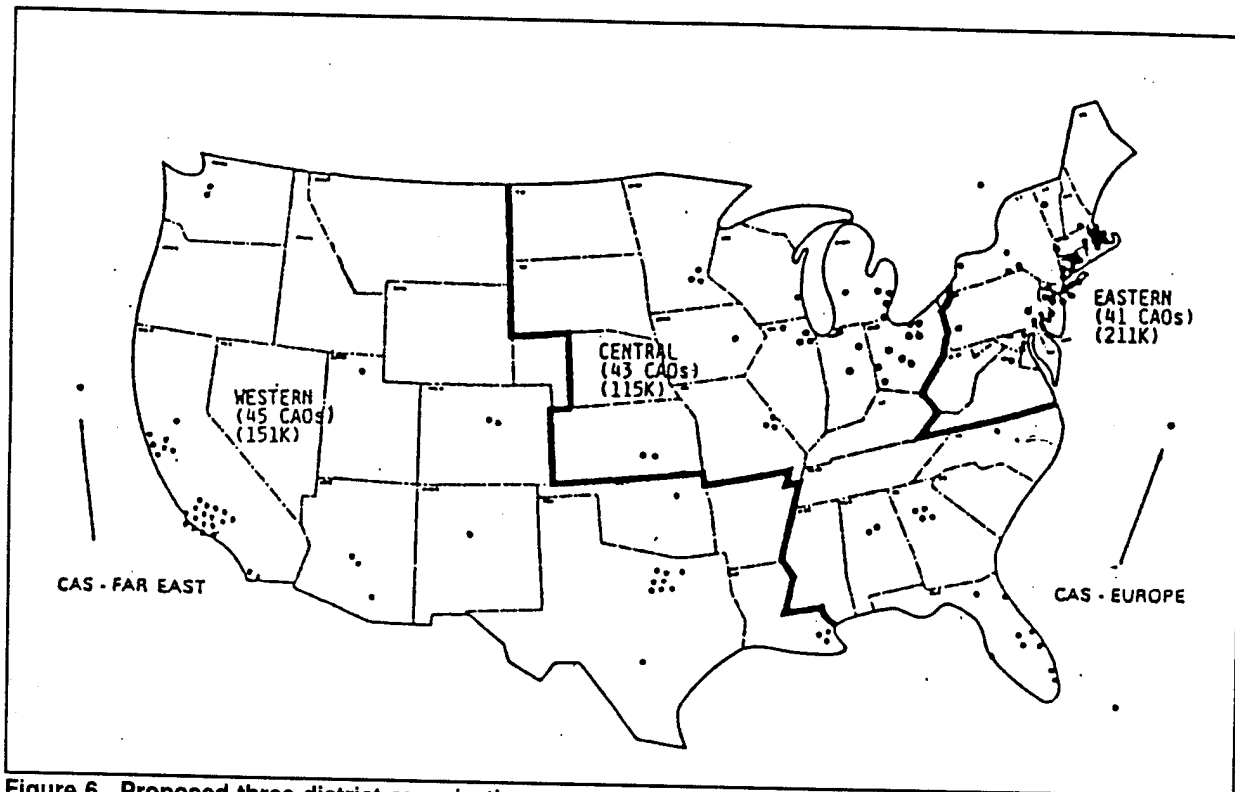 WESTERN
(45 CAOs)
(151K)
CENTRAL
(43 CAOs)
(115K)
EASTERN
(41 CAOs)
(211K)
CAS - FAR EAST
CAS - EUROPE
Figure 6. Proposed three district